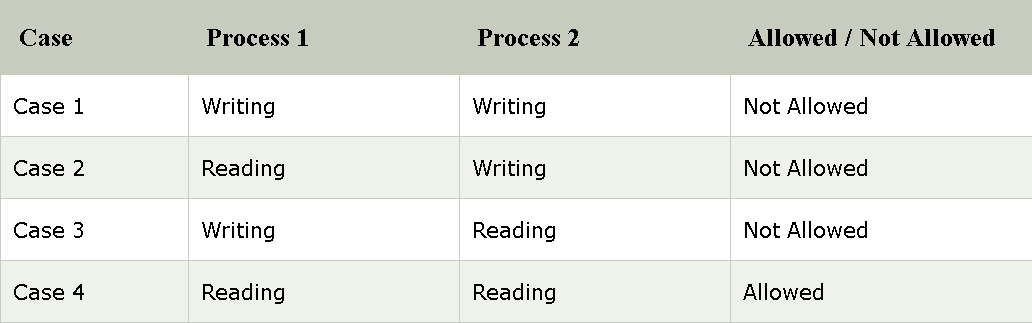 Case Process 1 Process 2 Allowed / Not Allowed
Case 1 Writing Writing Not Allowed
Case 2 Reading Writing Not Allowed
Case 3 Writing Reading Not Allowed
Case 4 Reading Reading Allowed